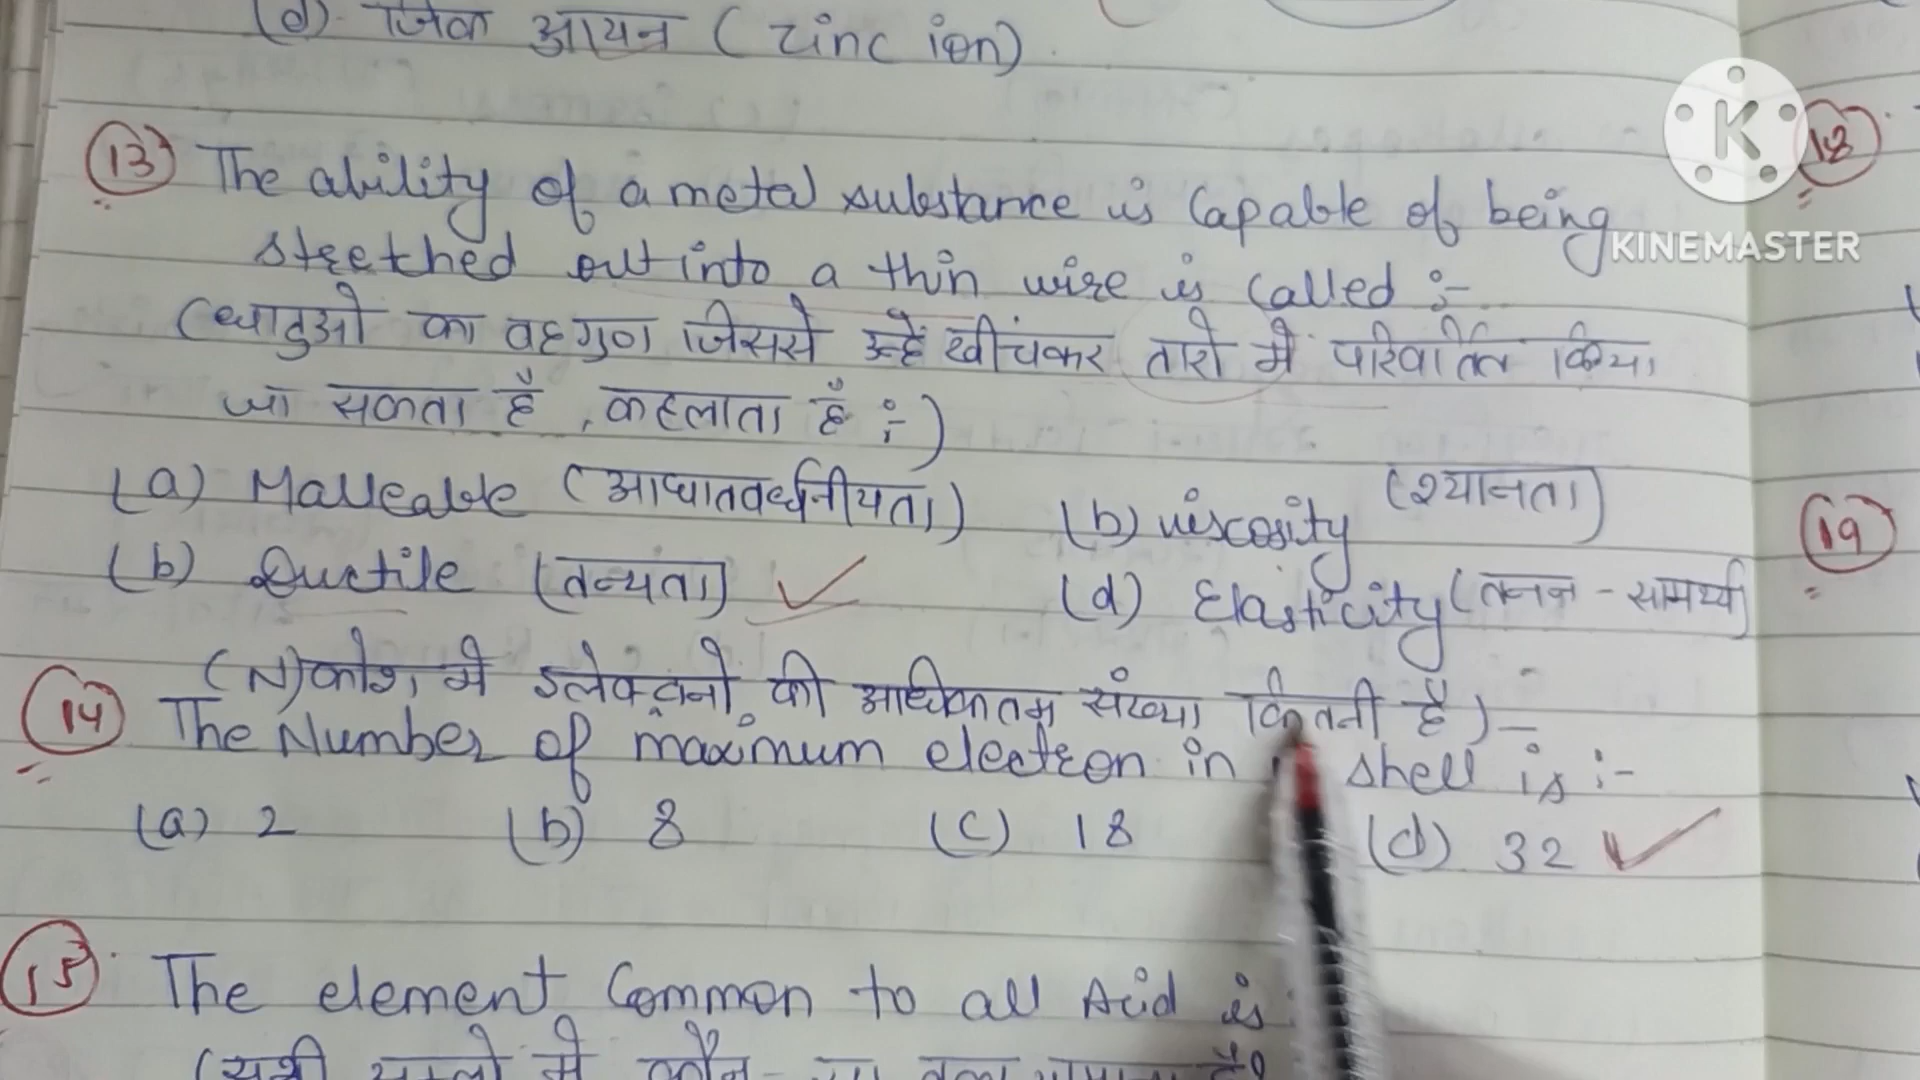 (d). जिंक आयन (zinc ion).
(13) The ability of a metal substance is Capable of being
stretched out into a thin wire is called :-
(धातुओ का वह गुण जिससे उन्हें खींचकर तारो मे परिवर्तित किया
जा सकता है , कहलाता है :-)
(a) Malleable (आघातवर्धनीयता) (b) viscosity (श्यानता)
(b) Ductile (तन्यता) (d) Elasticity (तनन - सामर्थ्य)
(N) कोश, मे इलेक्ट्रानो, की अधिकतम संख्या कितनी है ) -
(14) The Number of maximum electron in shell is :-
(a) 2 (b) 8 (c) 18 (d) 32
(15) The element Common to all Acid is
(सभी मे कौन -
K
KINEMASTER
18
19